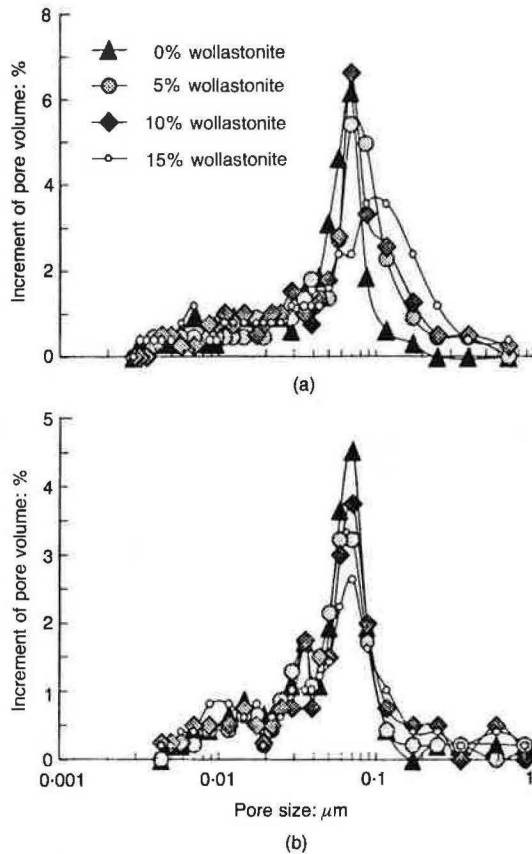 8
6
4
2
0
Increment of pore volume: %
0% wollastonite
5% wollastonite
10% wollastonite
15% wollastonite
(a)
5
4
3
2
1
0
Increment of pore volume: %
0·001
0·01
0·1
1
Pore size: μm
(b)